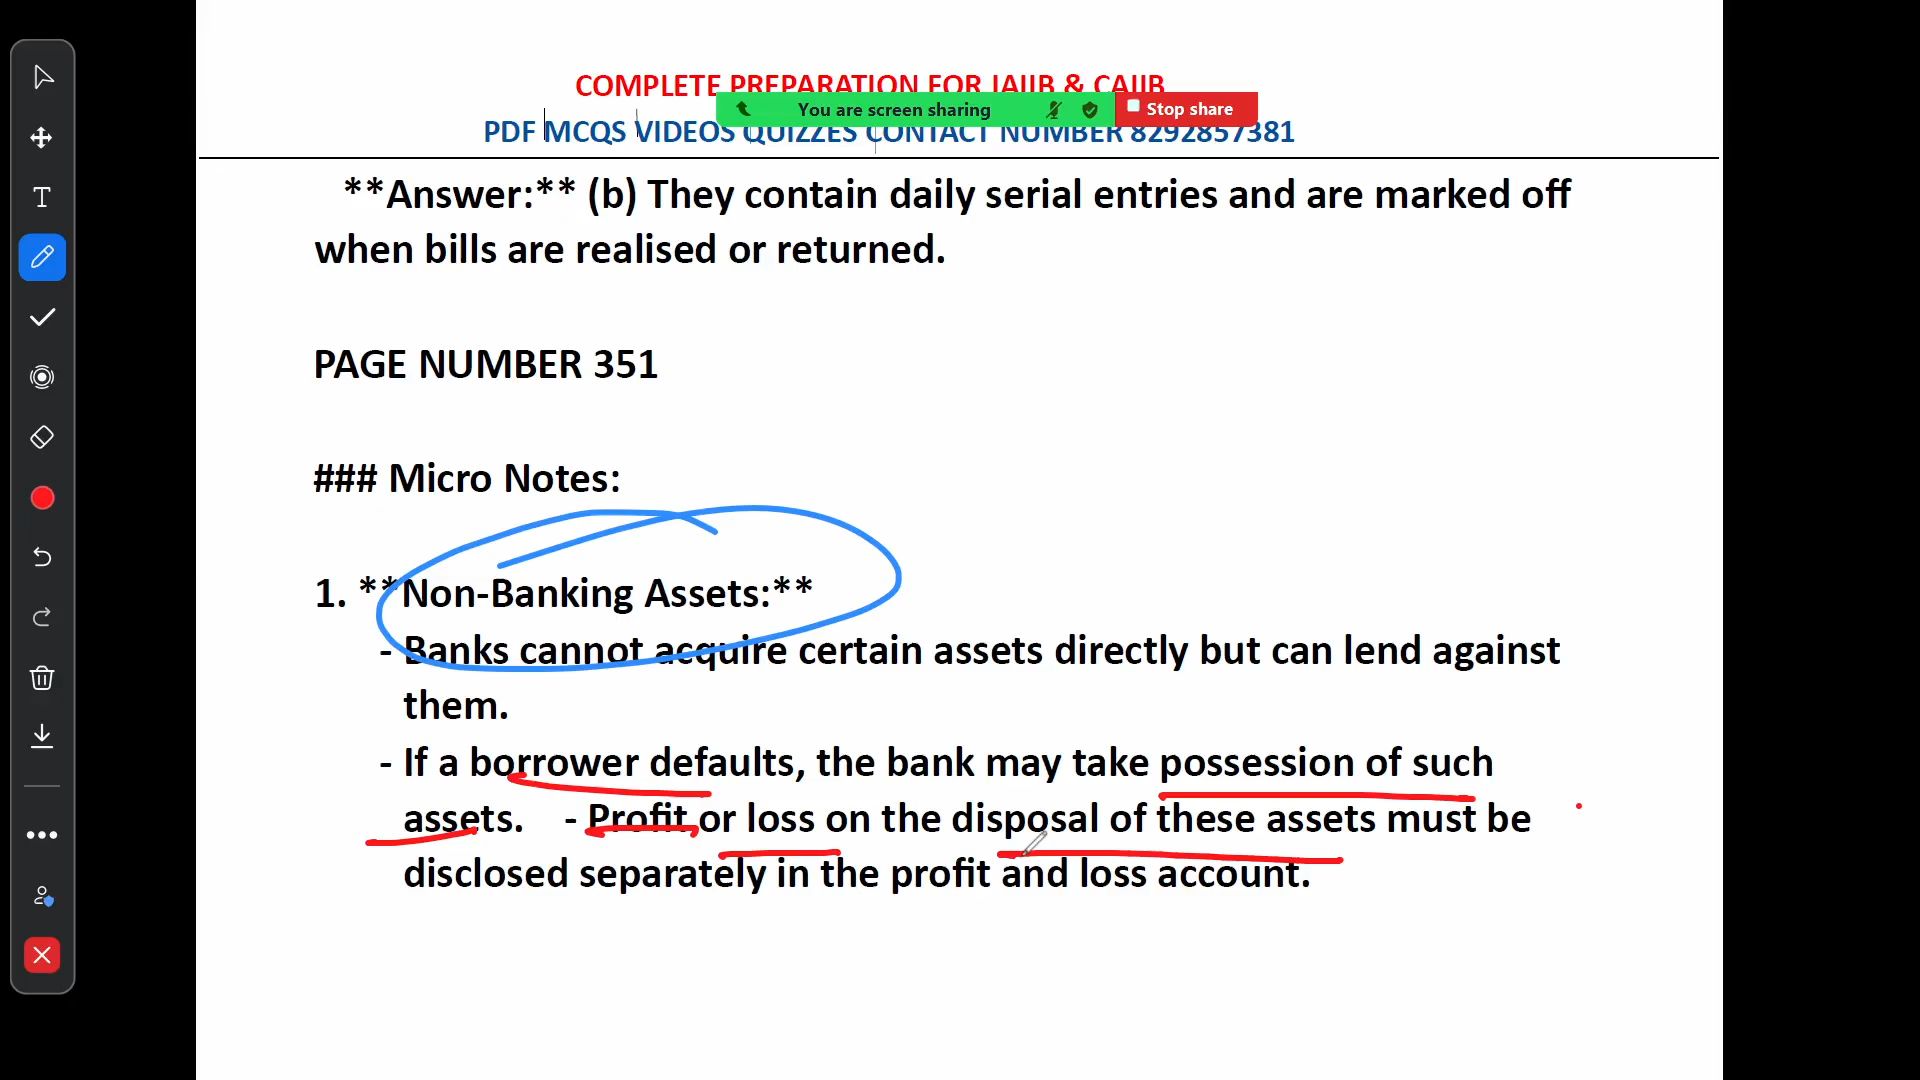 COMPLETE PREPARATION FOR JAIIB & CAIIB
You are screen sharing
Stop share
PDF MCQS VIDEOS QUIZZES CONTACT NUMBER 8292857381
**Answer:** (b) They contain daily serial entries and are marked off
when bills are realised or returned.
PAGE NUMBER 351
### Micro Notes:
1. **Non-Banking Assets:**
- Banks cannot acquire certain assets directly but can lend against
them.
- If a borrower defaults, the bank may take possession of such
assets. - Profit or loss on the disposal of these assets must be
disclosed separately in the profit and loss account.